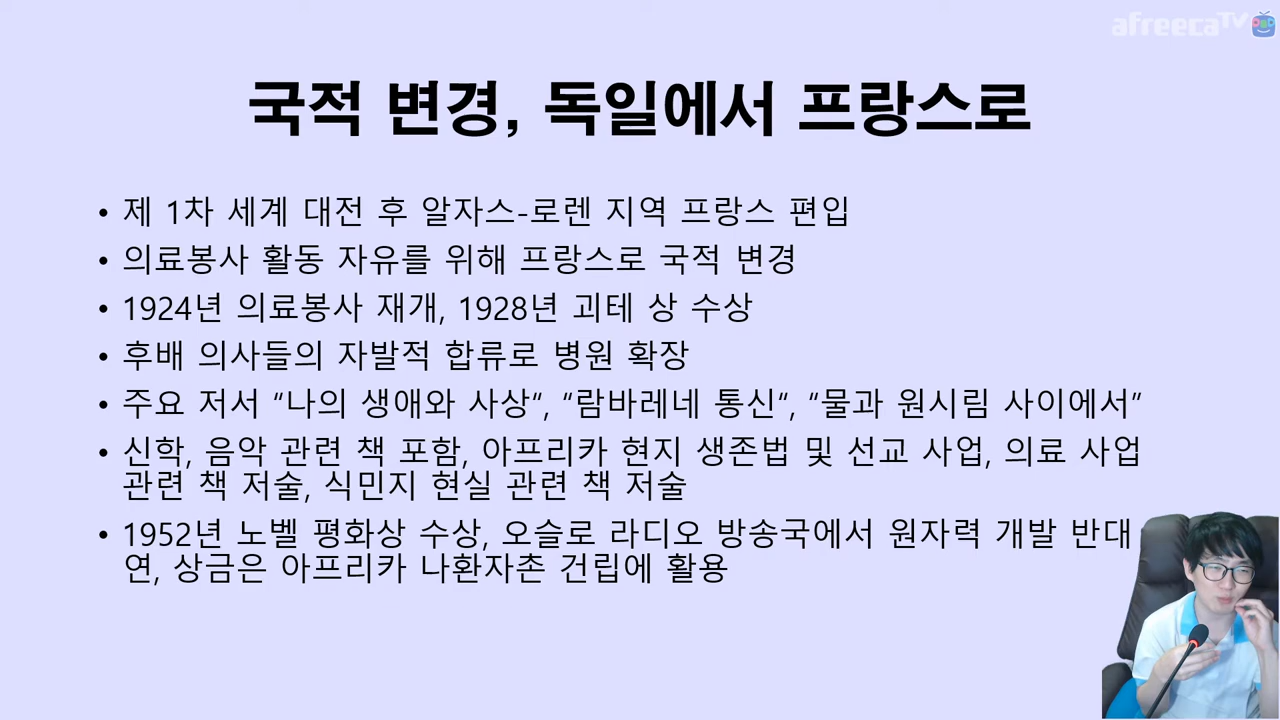 afreecaTV
국적 변경, 독일에서 프랑스로
• 제 1차 세계 대전 후 알자스-로렌 지역 프랑스 편입
• 의료봉사 활동 자유를 위해 프랑스로 국적 변경
• 1924년 의료봉사 재개, 1928년 괴테 상 수상
• 후배 의사들의 자발적 합류로 병원 확장
• 주요 저서 “나의 생애와 사상“, “람바레네 통신“, “물과 원시림 사이에서”
• 신학, 음악 관련 책 포함, 아프리카 현지 생존법 및 선교 사업, 의료 사업
관련 책 저술, 식민지 현실 관련 책 저술
• 1952년 노벨 평화상 수상, 오슬로 라디오 방송국에서 원자력 개발 반대
연, 상금은 아프리카 나환자촌 건립에 활용